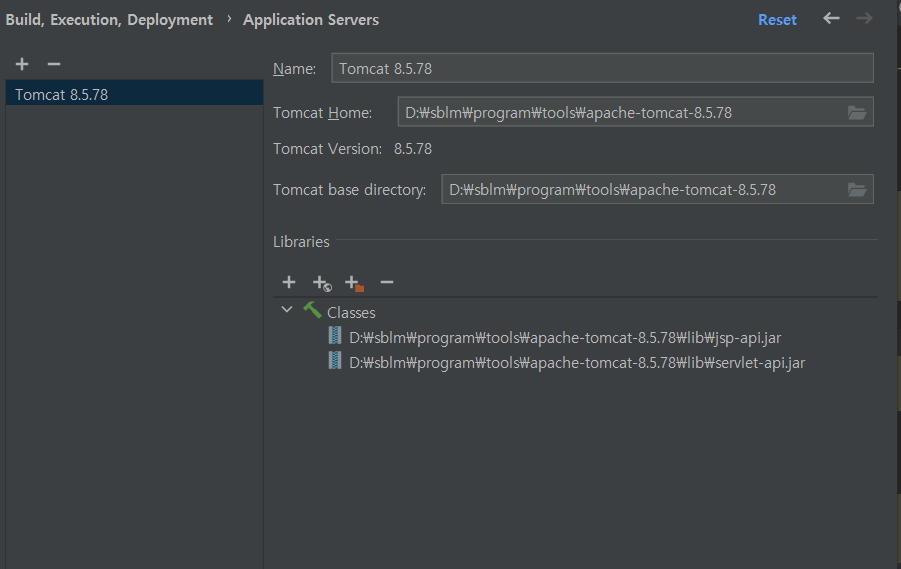 Build, Execution, Deployment › Application Servers Reset
Tomcat 8.5.78
Name: Tomcat 8.5.78
Tomcat Home: D:₩sblm₩program₩tools₩apache-tomcat-8.5.78
Tomcat Version: 8.5.78
Tomcat base directory: D:₩sblm₩program₩tools₩apache-tomcat-8.5.78
Libraries
Classes
D:₩sblm₩program₩tools₩apache-tomcat-8.5.78₩lib₩jsp-api.jar
D:₩sblm₩program₩tools₩apache-tomcat-8.5.78₩lib₩servlet-api.jar